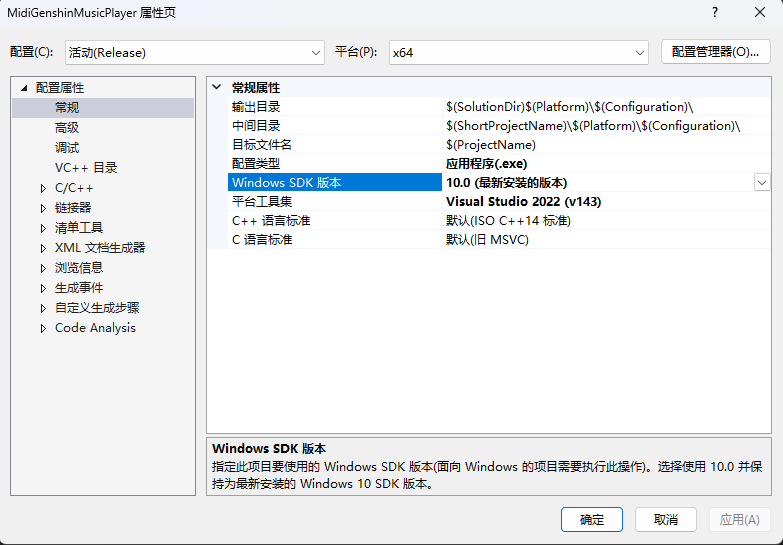 MidiGenshinMusicPlayer 属性页
配置(C): 活动(Release) 平台(P): x64 配置管理器(O)...
配置属性
常规
高级
调试
VC++ 目录
C/C++
链接器
清单工具
XML 文档生成器
浏览信息
生成事件
自定义生成步骤
Code Analysis
常规属性
输出目录 $(SolutionDir)$(Platform)\$(Configuration)\
中间目录 $(ShortProjectName)\$(Platform)\$(Configuration)\
目标文件名 $(ProjectName)
配置类型 应用程序(.exe)
Windows SDK 版本 10.0 (最新安装的版本)
平台工具集 Visual Studio 2022 (v143)
C++ 语言标准 默认(ISO C++14 标准)
C 语言标准 默认(旧 MSVC)
Windows SDK 版本
指定此项目要使用的 Windows SDK 版本(面向 Windows 的项目需要执行此操作)。选择使用 10.0 并保
持为最新安装的 Windows 10 SDK 版本。
确定 取消 应用(A)